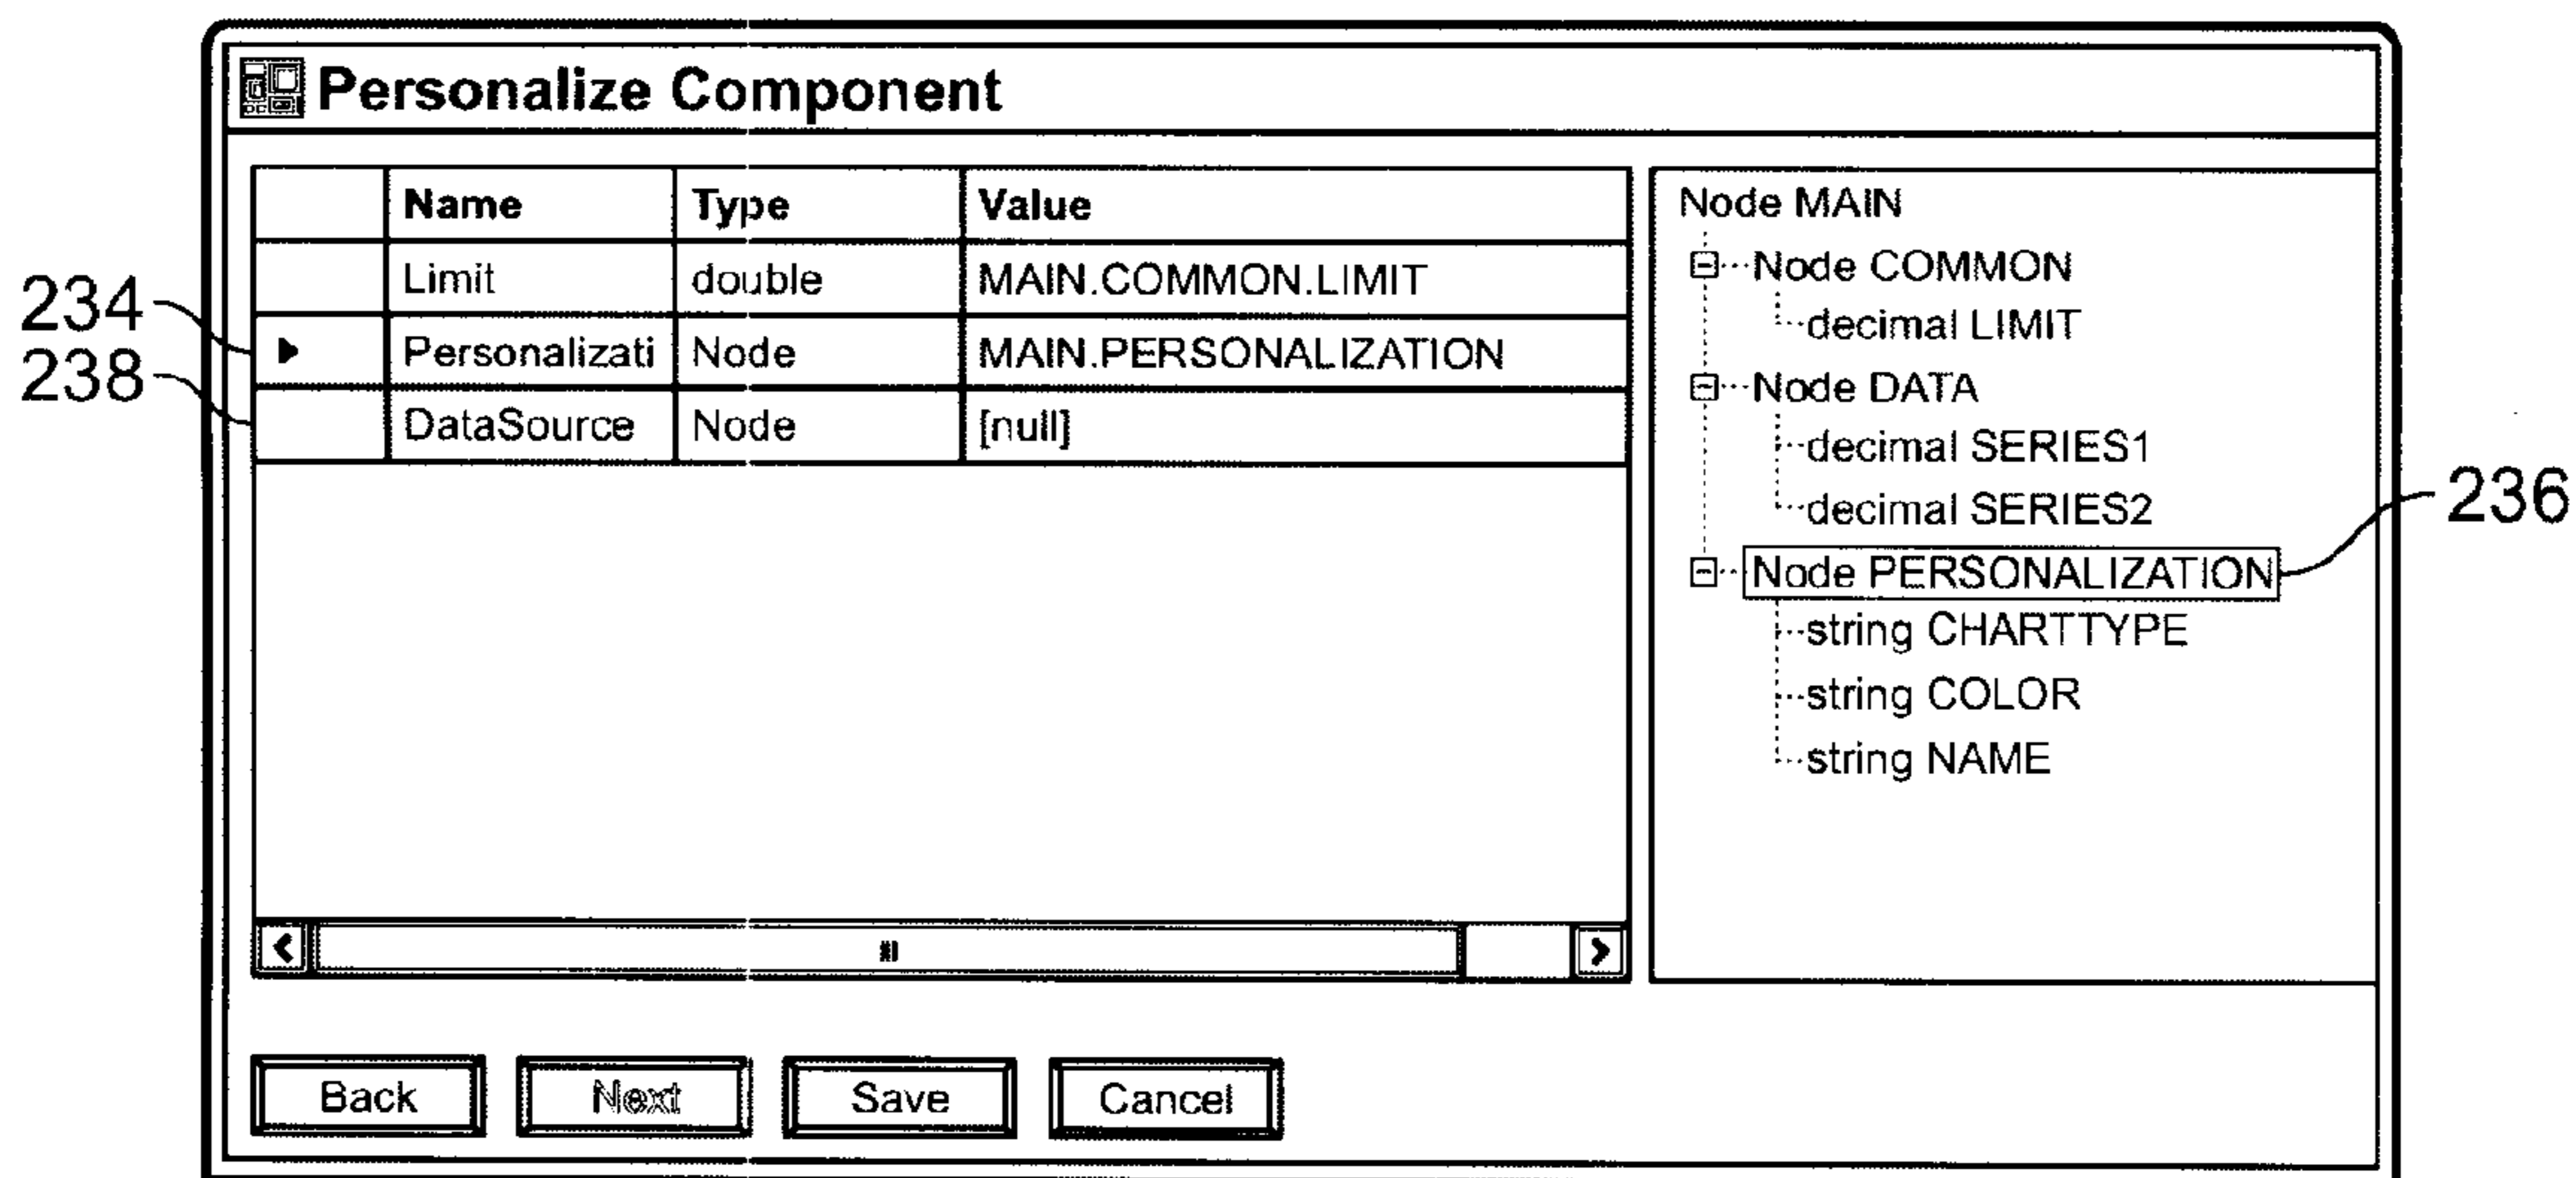 Personalize Component
Name Type Value
Limit double MAIN.COMMON.LIMIT
234
Personalizati Node MAIN.PERSONALIZATION
238
DataSource Node [null]
Node MAIN
Node COMMON
decimal LIMIT
Node DATA
decimal SERIES1
decimal SERIES2
236
Node PERSONALIZATION
string CHARTTYPE
string COLOR
string NAME
Back Next Save Cancel